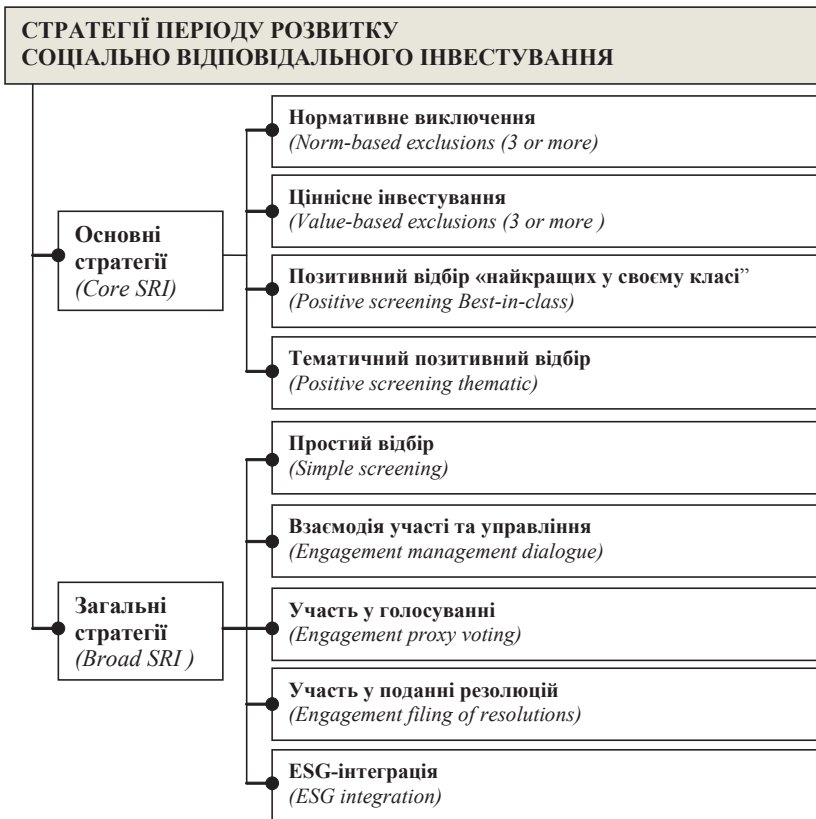 СТРАТЕГІЇ ПЕРІОДУ РОЗВИТКУ
СОЦІАЛЬНО ВІДПОВІДАЛЬНОГО ІНВЕСТУВАННЯ
Основні
стратегії
(Core SRI)
Нормативне виключення
(Norm-based exclusions (3 or more)
Ціннісне інвестування
(Value-based exclusions (3 or more )
Позитивний відбір «найкращих у своєму класі”
(Positive screening Best-in-class)
Тематичний позитивний відбір
(Positive screening thematic)
Загальні
стратегії
(Broad SRI )
Простий відбір
(Simple screening)
Взаємодія участі та управління
(Engagement management dialogue)
Участь у голосуванні
(Engagement proxy voting)
Участь у поданні резолюцій
(Engagement filing of resolutions)
ESG-інтеграція
(ESG integration)